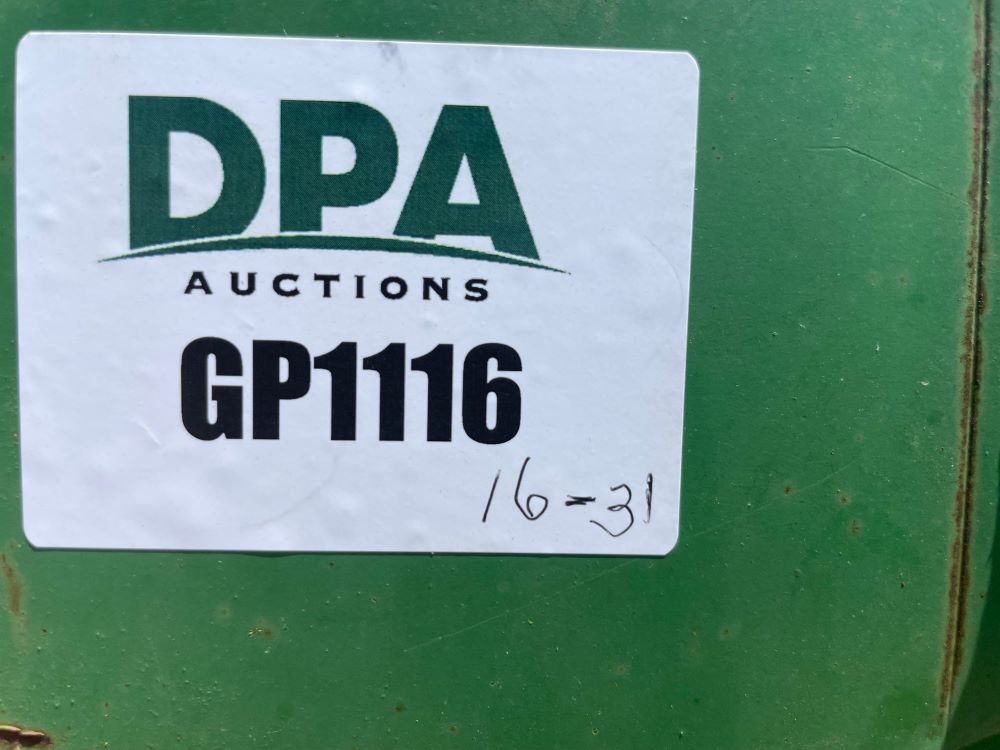 DPA
AUCTIONS
GP1116
16-31